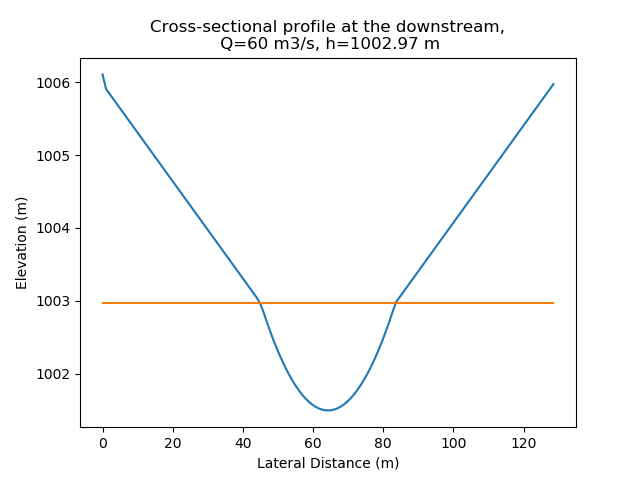 Cross-sectional profile at the downstream,
Q=60 m3/s, h=1002.97 m
Elevation (m)
1006
1005
1004
1003
1002
0 20 40 60 80 100 120
Lateral Distance (m)